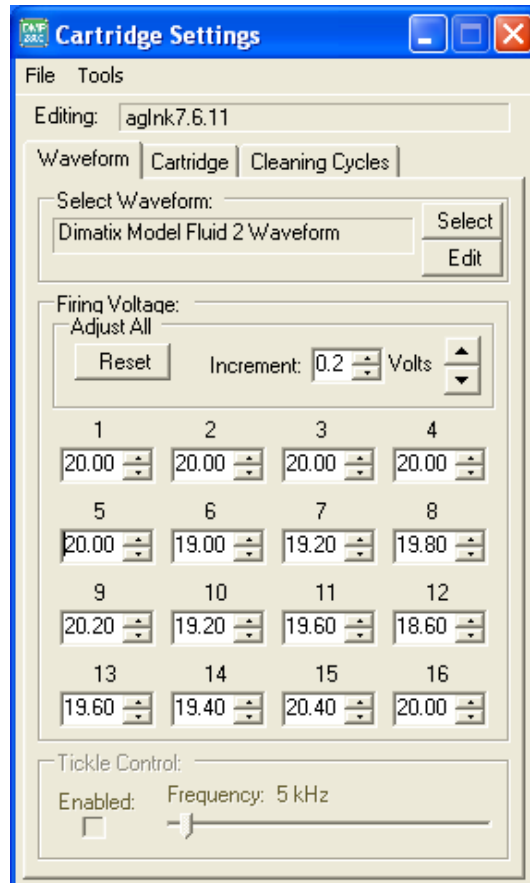 Cartridge Settings
File Tools
Editing: agInk7.6.11
Waveform Cartridge Cleaning Cycles
Select Waveform:
Dimatix Model Fluid 2 Waveform Select
Edit
Firing Voltage:
Adjust All
Reset Increment: 0.2 Volts
1 2 3 4
20.00 20.00 20.00 20.00
5 6 7 8
20.00 19.00 19.20 19.80
9 10 11 12
20.20 19.20 19.60 18.60
13 14 15 16
19.60 19.40 20.40 20.00
Tickle Control:
Enabled: Frequency: 5 kHz